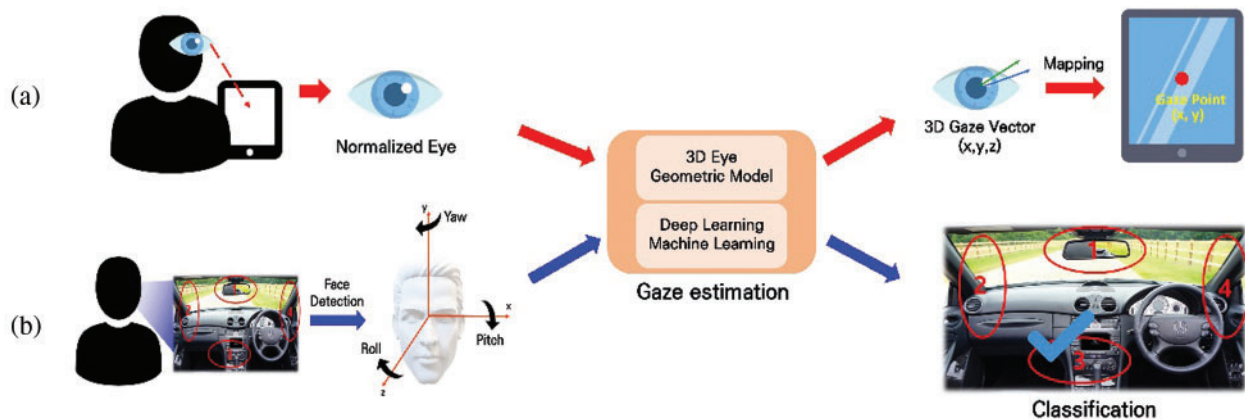 (a)
Normalized Eye
3D Eye
Geometric Model
Deep Learning
Machine Learning
Gaze estimation
3D Gaze Vector
(x,y,z)
Mapping
Gaze Point
(x, y)
(b)
Face
Detection
y
Yaw
x
Pitch
Roll
z
1
2
3
4
Classification